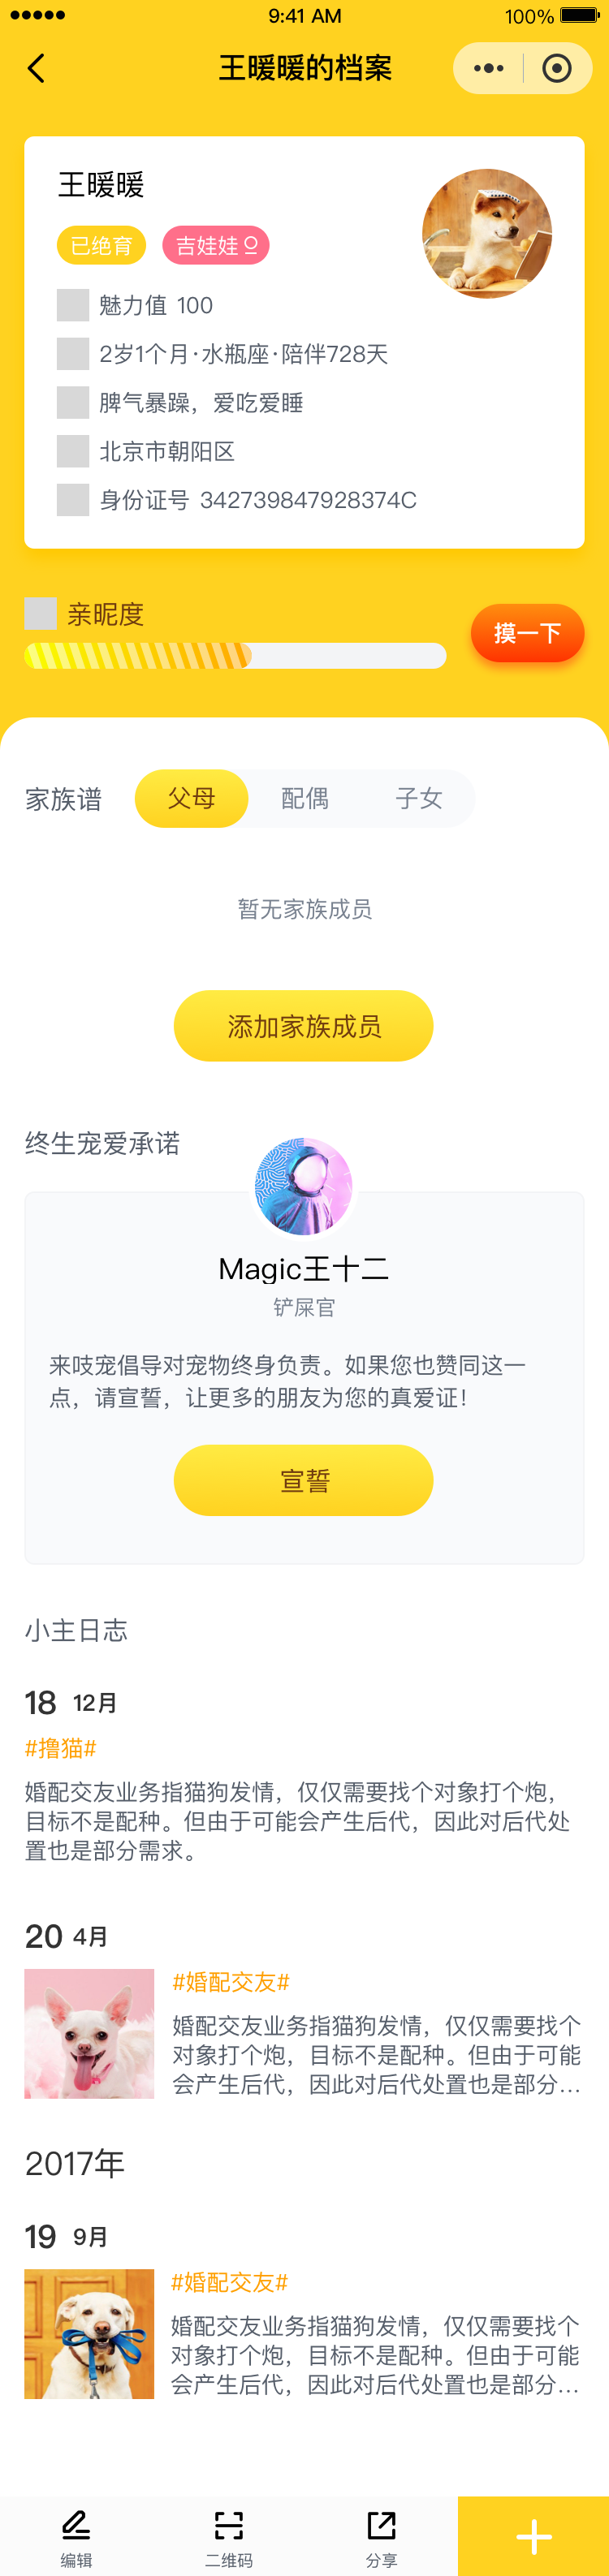 9:41 AM
100%
王暖暖的档案
王暖暖
已绝育
吉娃娃
魅力值 100
2岁1个月·水瓶座·陪伴728天
脾气暴躁，爱吃爱睡
北京市朝阳区
身份证号 342739847928374C
亲昵度
摸一下
家族谱
父母
配偶
子女
暂无家族成员
添加家族成员
终生宠爱承诺
Magic王十二
铲屎官
来吱宠倡导对宠物终身负责。如果您也赞同这一
点，请宣誓，让更多的朋友为您的真爱证！
宣誓
小主日志
18 12月
#撸猫#
婚配交友业务指猫狗发情，仅仅需要找个对象打个炮，
目标不是配种。但由于可能会产生后代，因此对后代处
置也是部分需求。
20 4月
#婚配交友#
婚配交友业务指猫狗发情，仅仅需要找个
对象打个炮，目标不是配种。但由于可能
会产生后代，因此对后代处置也是部分...
2017年
19 9月
#婚配交友#
婚配交友业务指猫狗发情，仅仅需要找个
对象打个炮，目标不是配种。但由于可能
会产生后代，因此对后代处置也是部分...
编辑
二维码
分享